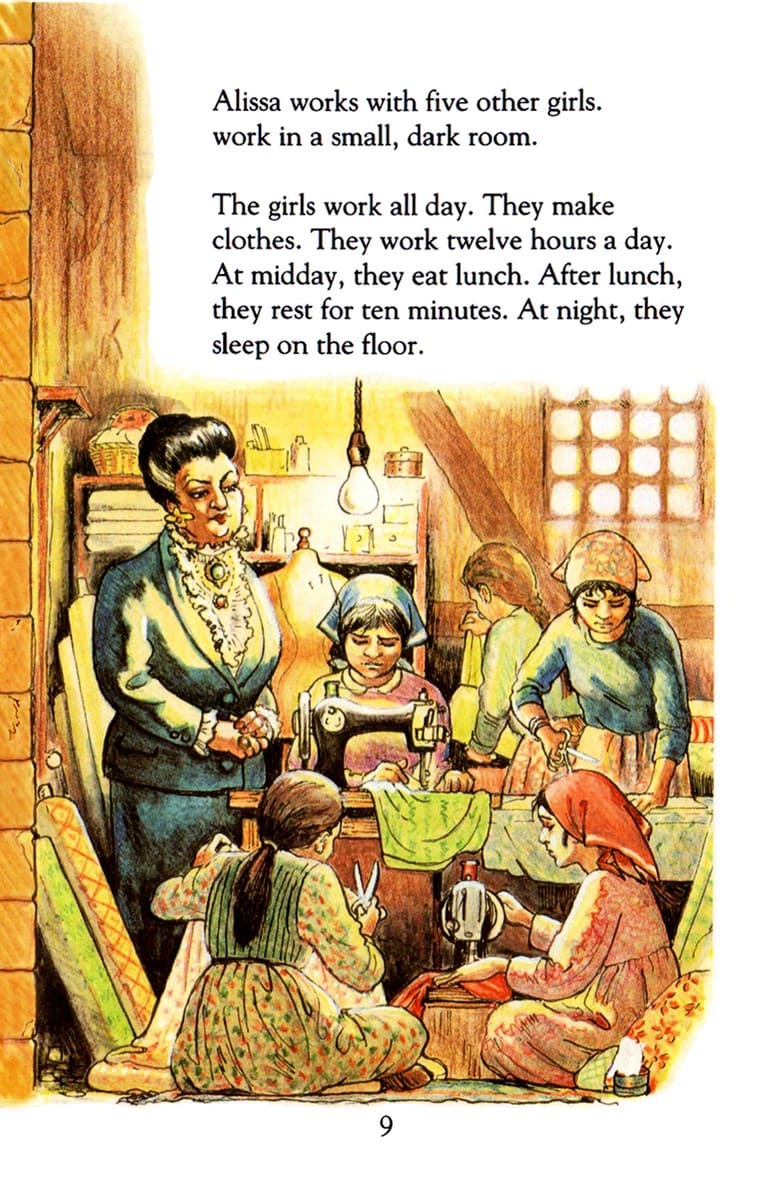 Alissa works with five other girls.
work in a small, dark room.
The girls work all day. They make
clothes. They work twelve hours a day.
At midday, they eat lunch. After lunch,
they rest for ten minutes. At night, they
sleep on the floor.
9